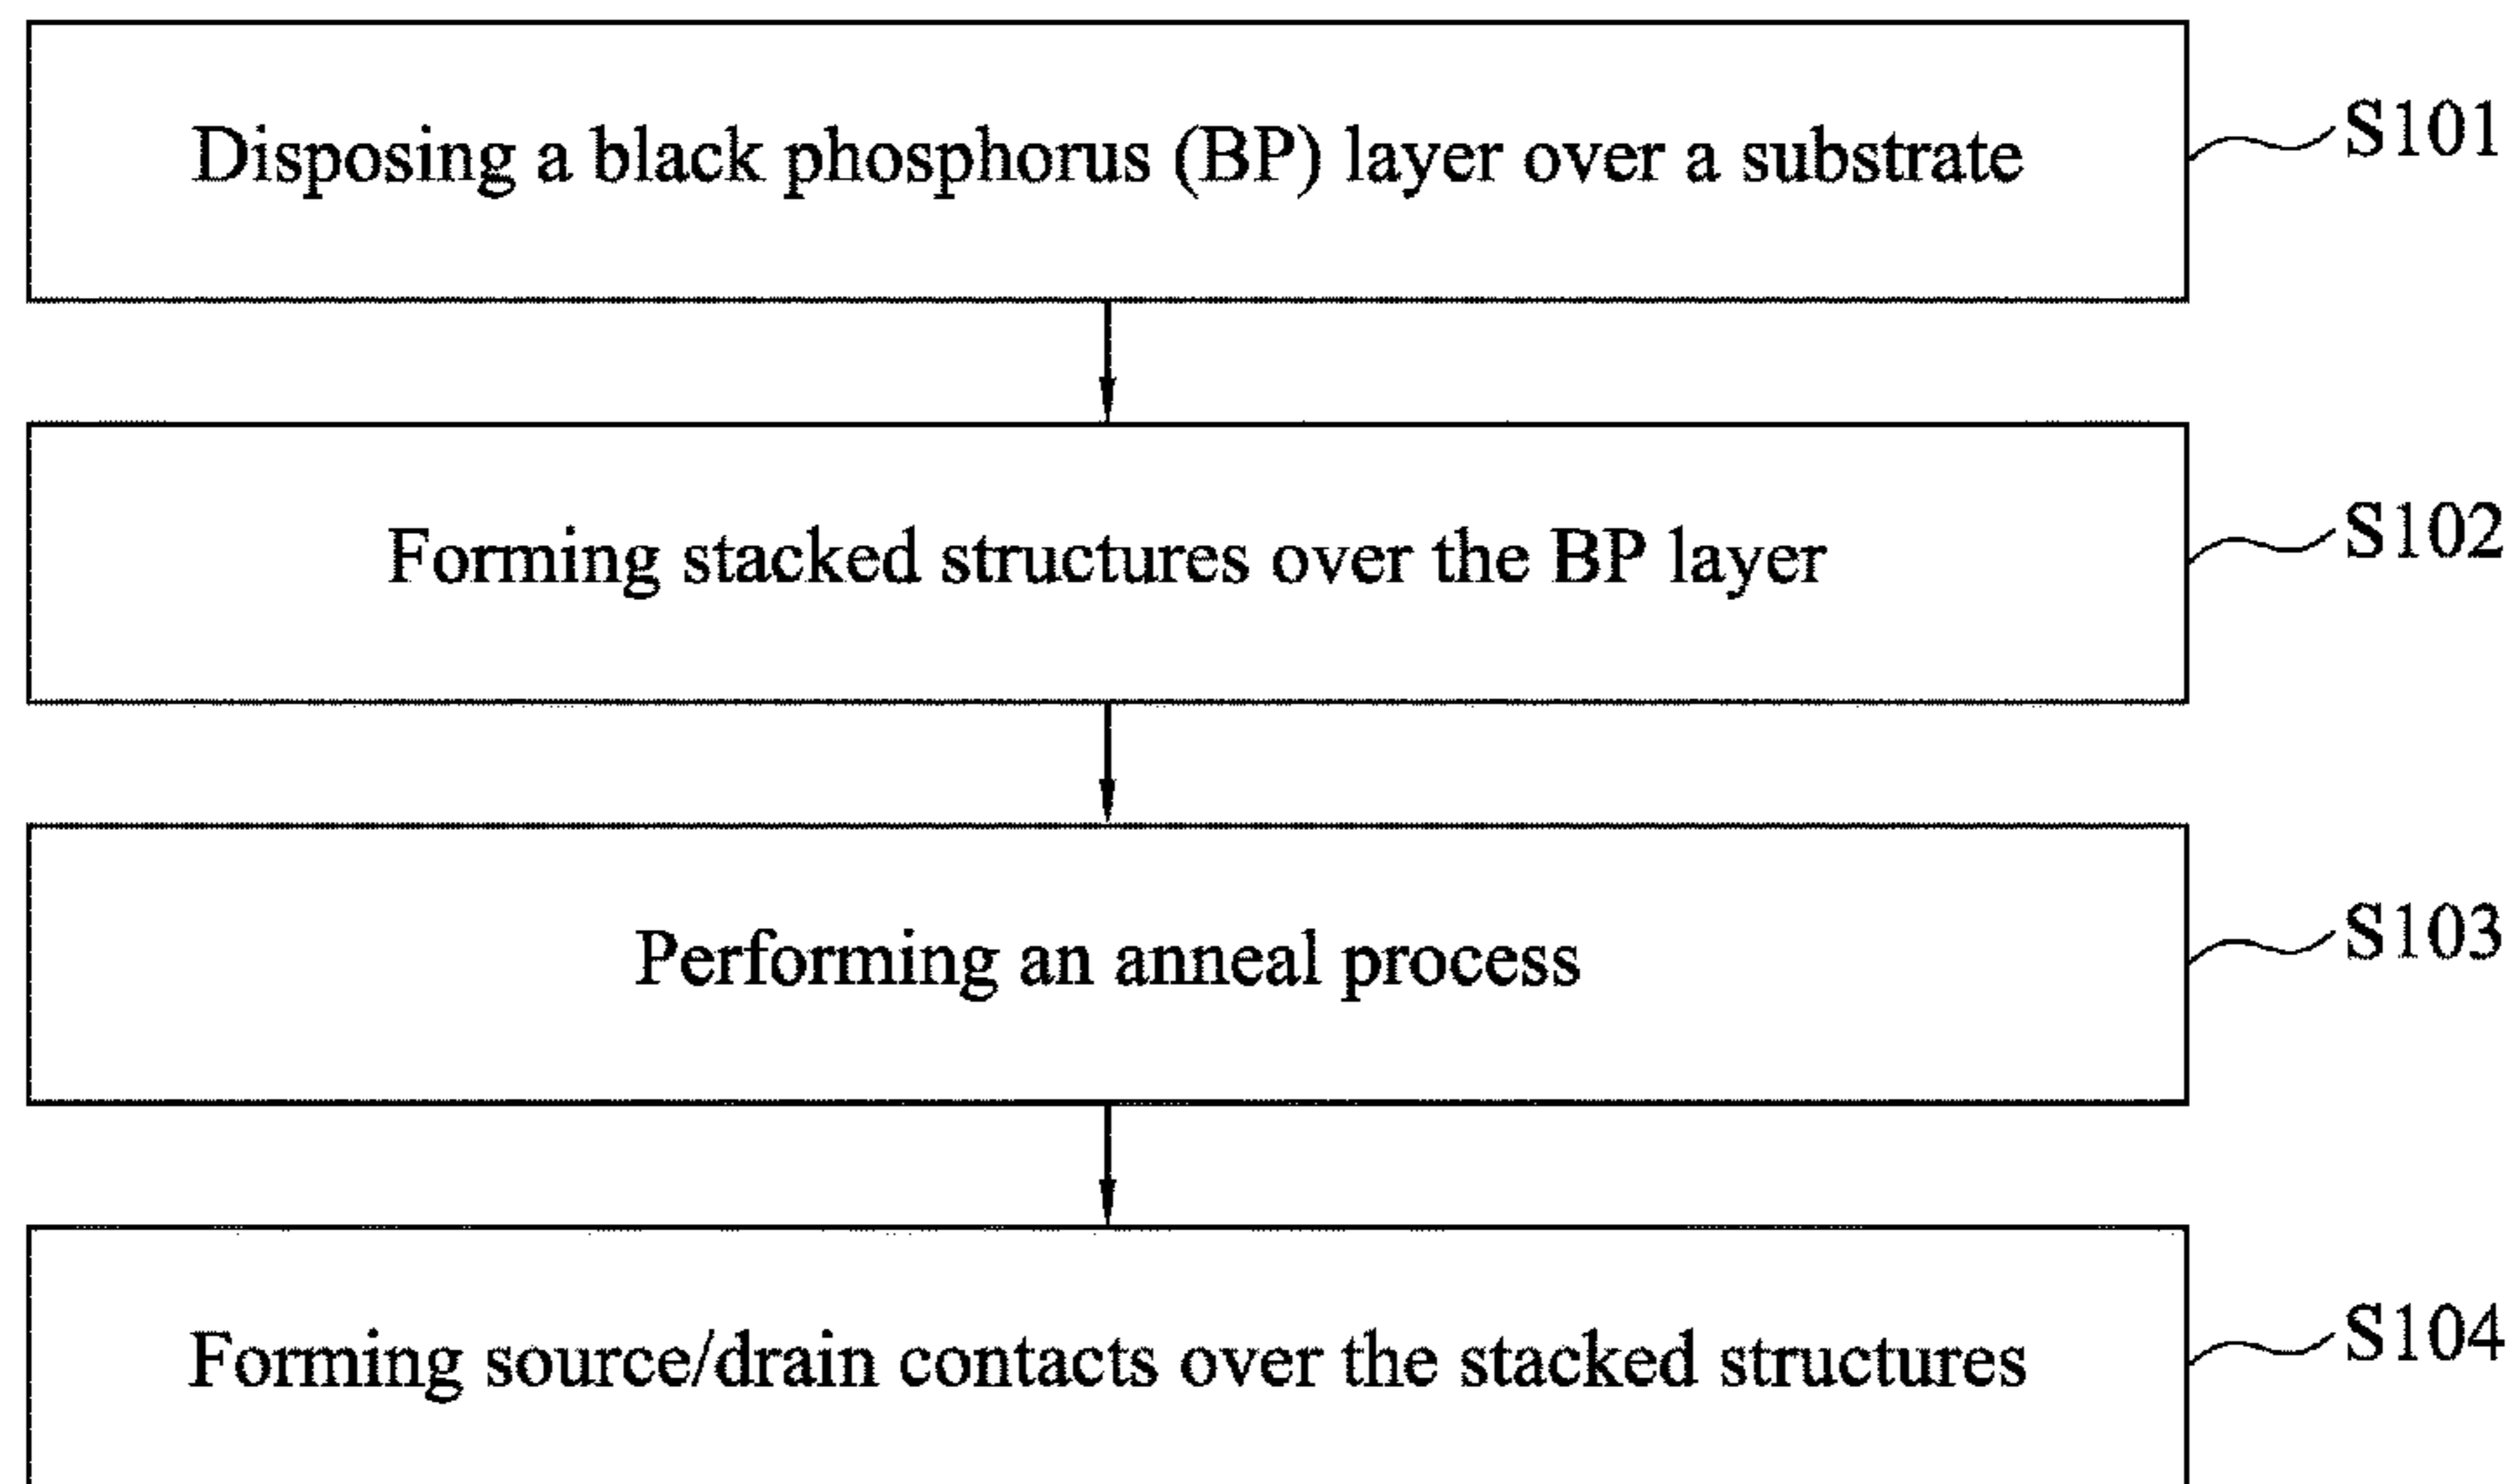 Disposing a black phosphorus (BP) layer over a substrate
S101
Forming stacked structures over the BP layer
S102
Performing an anneal process
S103
Forming source/drain contacts over the stacked structures
S104